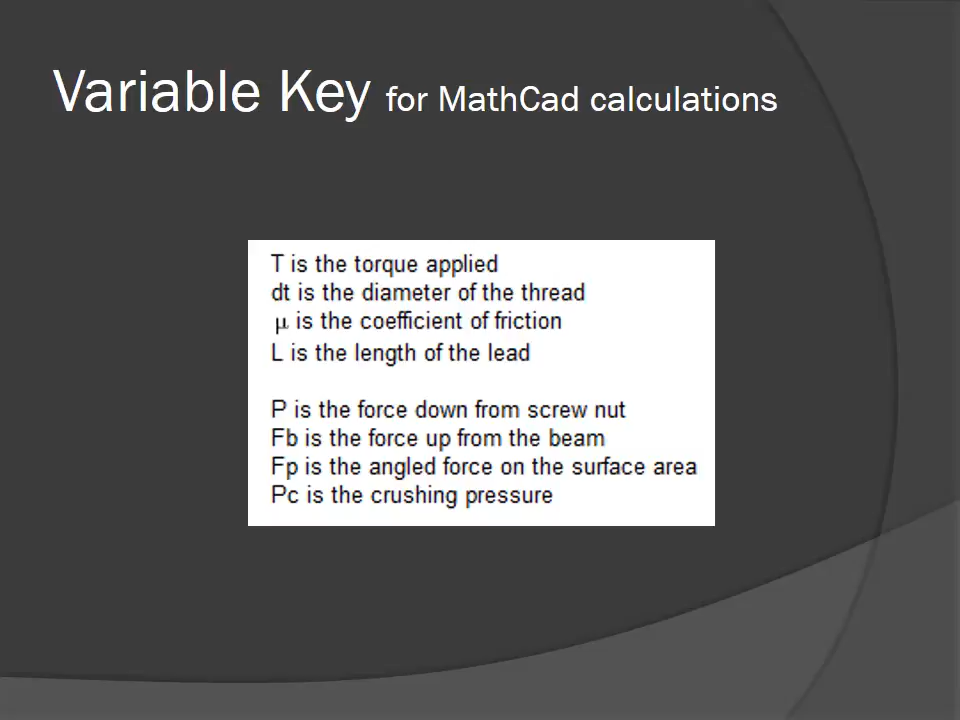 Variable Key for MathCad calculations
T is the torque applied
dt is the diameter of the thread
μ is the coefficient of friction
L is the length of the lead
P is the force down from screw nut
Fb is the force up from the beam
Fp is the angled force on the surface area
Pc is the crushing pressure